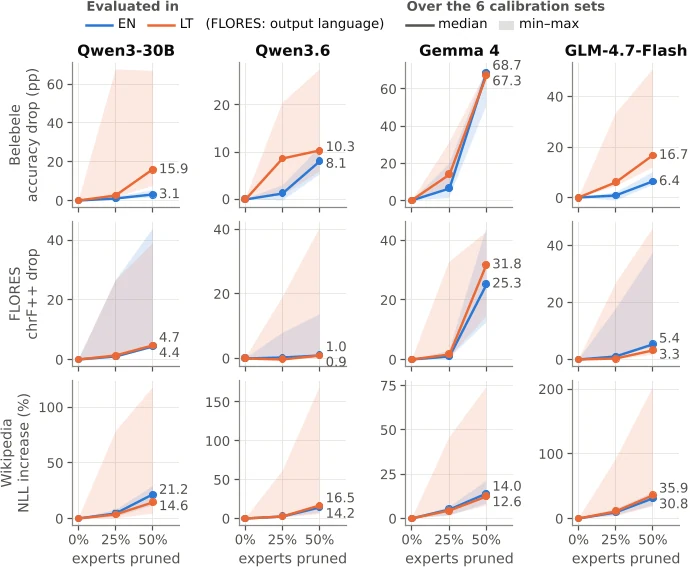 Evaluated in
EN LT (FLORES: output language)
Over the 6 calibration sets
median min–max
Qwen3-30B
Qwen3.6
Gemma 4
GLM-4.7-Flash
Belebele
accuracy drop (pp)
60
40
20
0
15.9
3.1
20
10
0
10.3
8.1
60
40
20
0
68.7
67.3
40
20
0
16.7
6.4
FLORES
chrF++ drop
40
20
0
4.7
4.4
40
20
0
1.0
0.9
40
20
0
31.8
25.3
40
20
0
5.4
3.3
Wikipedia
NLL increase (%)
100
50
0
21.2
14.6
150
100
50
0
16.5
14.2
75
50
25
0
14.0
12.6
200
100
0
35.9
30.8
0% 25% 50%
0% 25% 50%
0% 25% 50%
0% 25% 50%
experts pruned
experts pruned
experts pruned
experts pruned